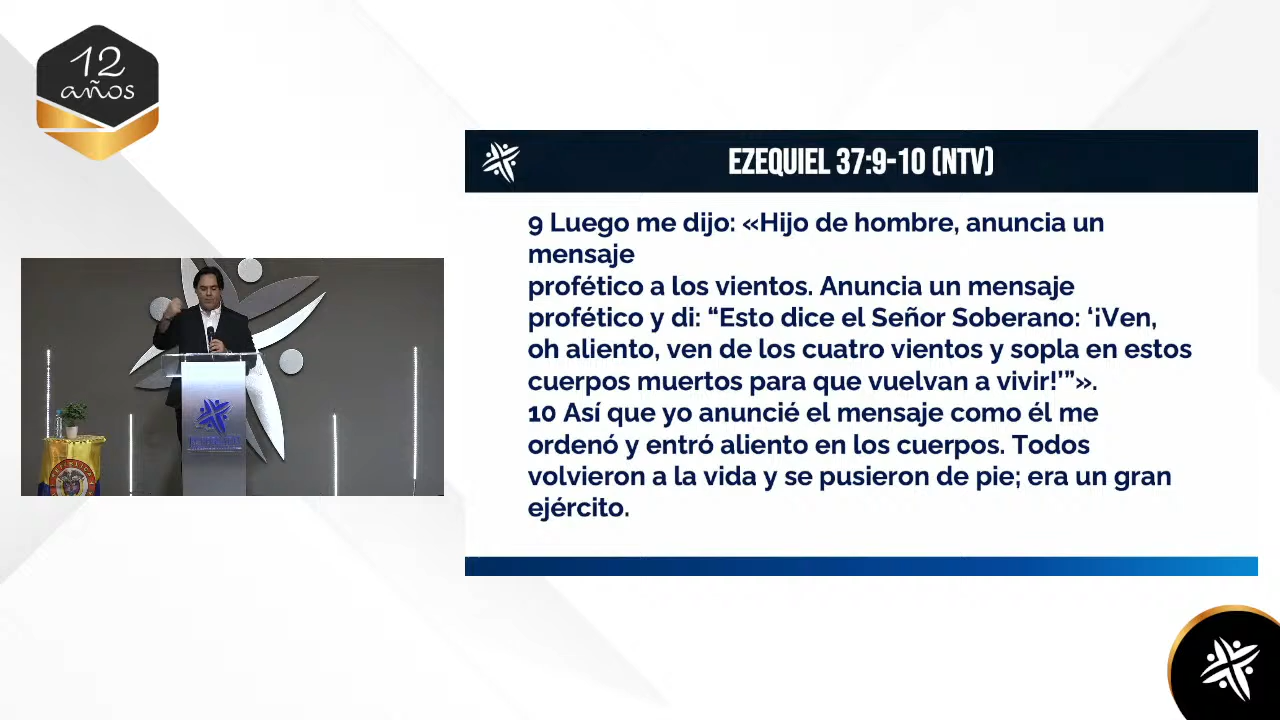 12
años
EZEQUIEL 37:9-10 (NTV)
9 Luego me dijo: «Hijo de hombre, anuncia un
mensaje
profético a los vientos. Anuncia un mensaje
profético y di: “Esto dice el Señor Soberano: ‘¡Ven,
oh aliento, ven de los cuatro vientos y sopla en estos
cuerpos muertos para que vuelvan a vivir!’”».
10 Así que yo anuncié el mensaje como él me
ordenó y entró aliento en los cuerpos. Todos
volvieron a la vida y se pusieron de pie; era un gran
ejército.